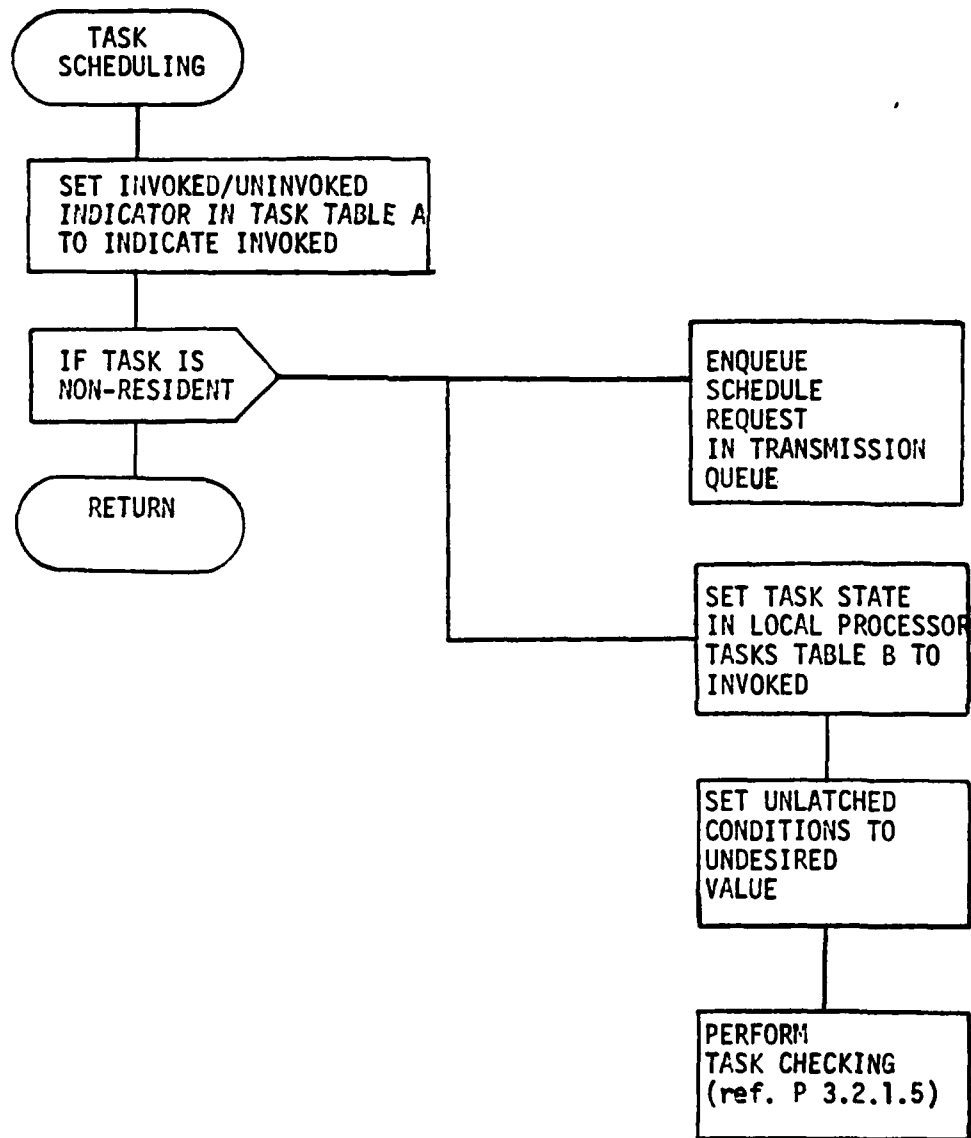 TASK
SCHEDULING
SET INVOKED/UNINVOKED
INDICATOR IN TASK TABLE A
TO INDICATE INVOKED
IF TASK IS
NON-RESIDENT
RETURN
ENQUEUE
SCHEDULE
REQUEST
IN TRANSMISSION
QUEUE
SET TASK STATE
IN LOCAL PROCESSOR
TASKS TABLE B TO
INVOKED
SET UNLATCHED
CONDITIONS TO
UNDESIRED
VALUE
PERFORM
TASK CHECKING
(ref. P 3.2.1.5)